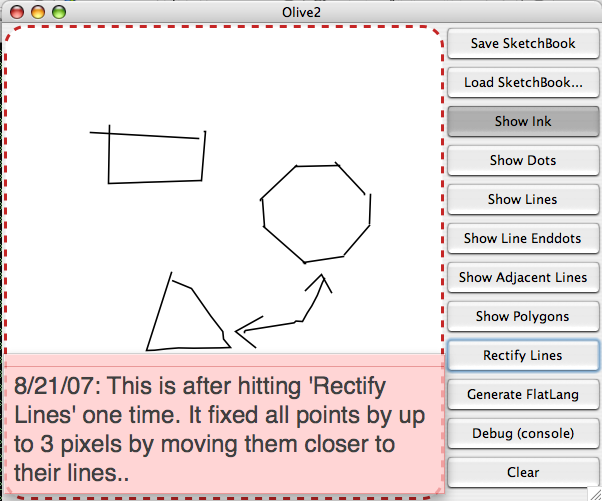 Olive2
Save SketchBook
Load SketchBook...
Show Ink
Show Dots
Show Lines
Show Line Enddots
Show Adjacent Lines
Show Polygons
Rectify Lines
Generate FlatLang
Debug (console)
Clear
8/21/07: This is after hitting 'Rectify
Lines' one time. It fixed all points by up
to 3 pixels by moving them closer to
their lines..